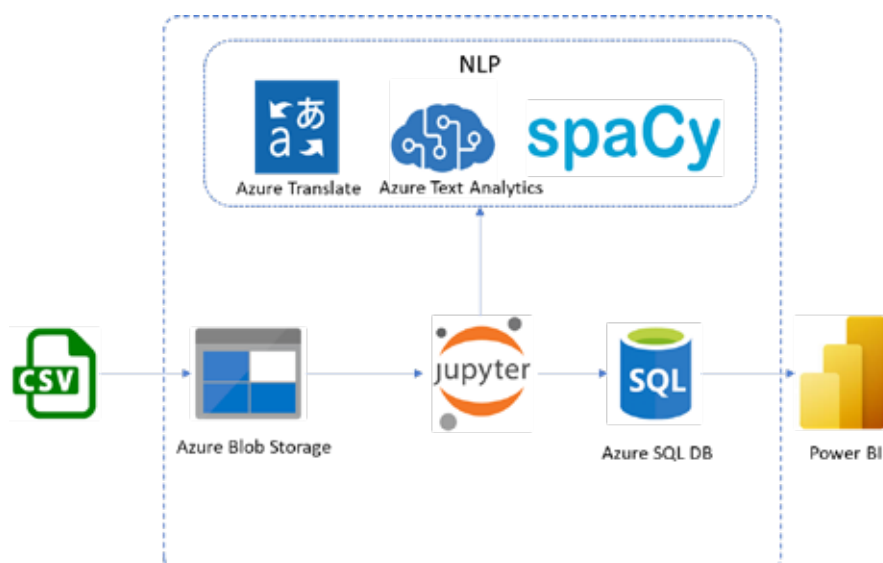 NLP
a あ
spaCy
Azure Translate
Azure Text Analytics
CSV
jupyter
SQL
Azure Blob Storage
Azure SQL DB
Power BI